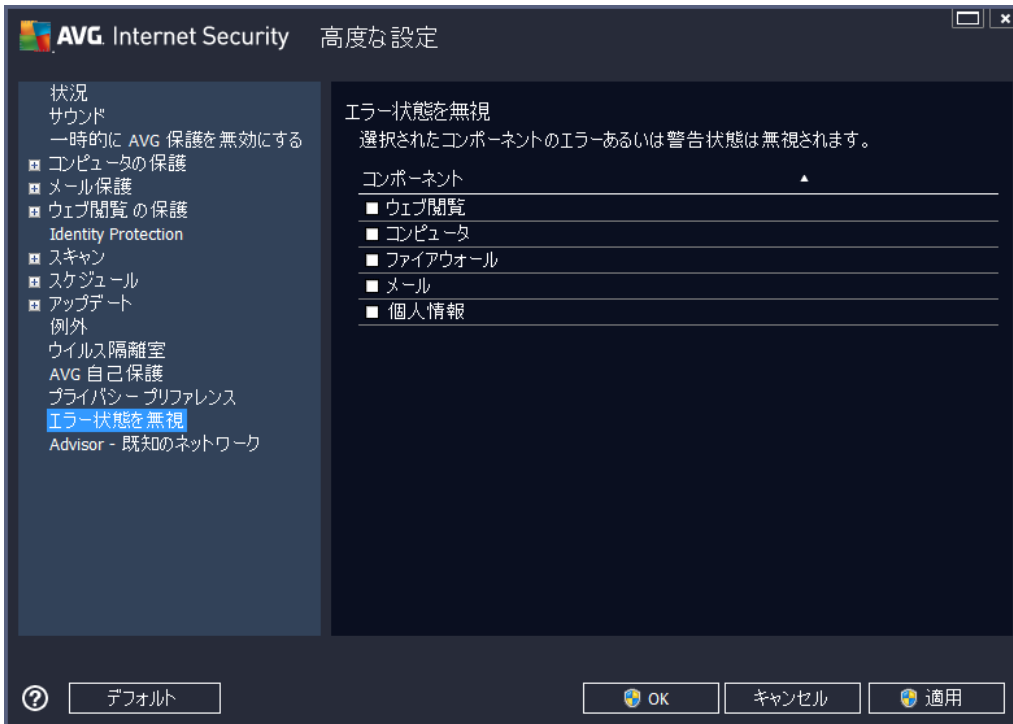 AVG. Internet Security 高度な設定
状況
サウンド
一時的に AVG 保護を無効にする
コンピュータの保護
メール保護
ウェブ閲覧 の保護
Identity Protection
スキャン
スケジュール
アップデート
例外
ウイルス隔離室
AVG 自己保護
プライバシー プリファレンス
エラー状態を無視
Advisor - 既知のネットワーク
エラー状態を無視
選択されたコンポーネントのエラーあるいは警告状態は無視されます。
コンポーネント
ウェブ閲覧
コンピュータ
ファイアウォール
メール
個人情報
デフォルト
OK
キャンセル
適用